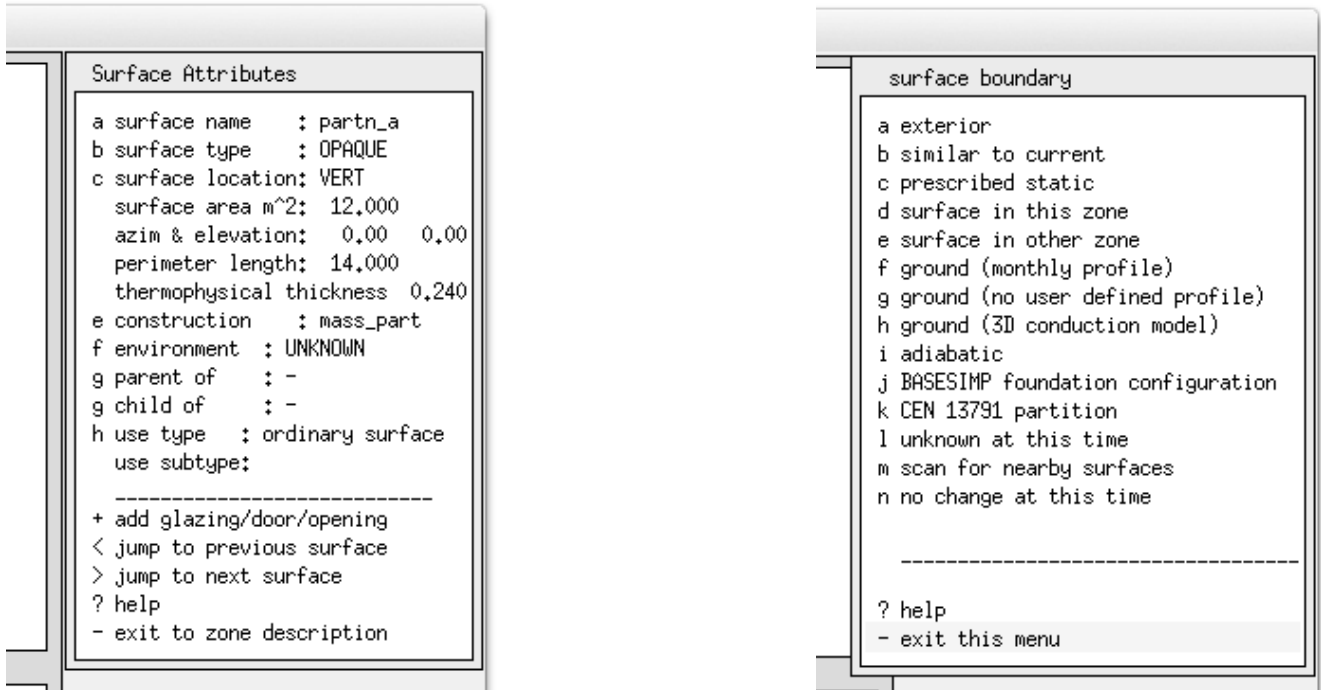 Surface Attributes
a surface name    : partn_a
b surface type    : OPAQUE
c surface location: VERT
  surface area m^2:  12.000
  azim & elevation:   0.00   0.00
  perimeter length:  14.000
  thermophysical thickness  0.240
e construction    : mass_part
f environment  : UNKNOWN
g parent of    : -
g child of     : -
h use type   : ordinary surface
  use subtype:
  ____________________________
+ add glazing/door/opening
< jump to previous surface
> jump to next surface
? help
- exit to zone description
surface boundary
a exterior
b similar to current
c prescribed static
d surface in this zone
e surface in other zone
f ground (monthly profile)
g ground (no user defined profile)
h ground (3D conduction model)
i adiabatic
j BASESIMP foundation configuration
k CEN 13791 partition
l unknown at this time
m scan for nearby surfaces
n no change at this time
  -----------------------------------
? help
- exit this menu